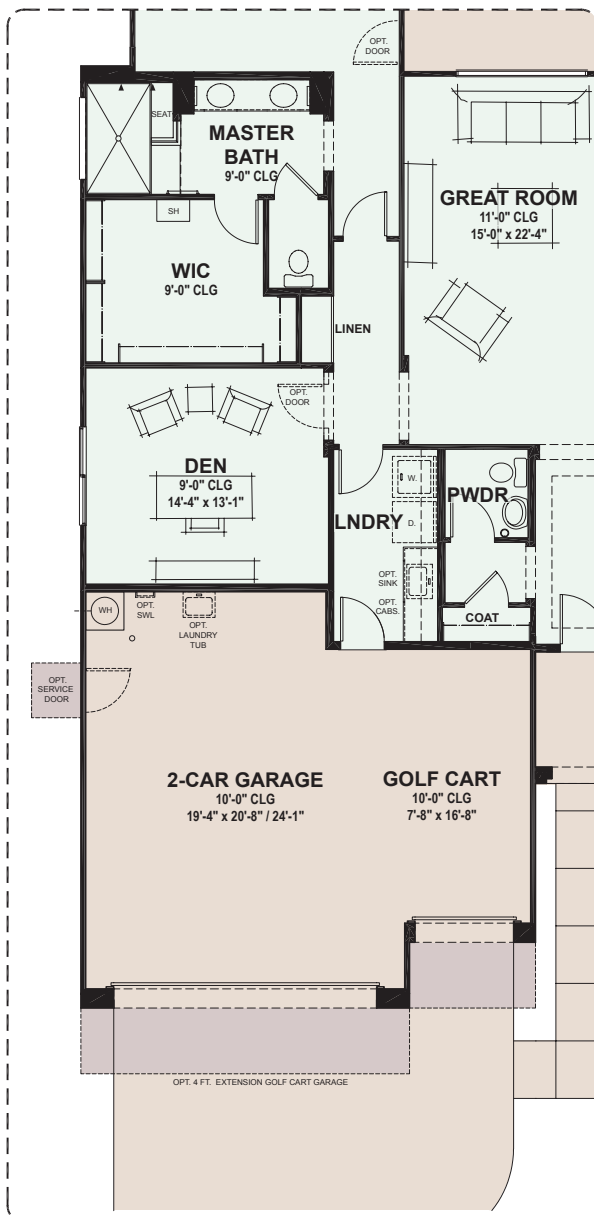 OPT.
DOOR
SEAT
MASTER
BATH
9'-0" CLG
GREAT ROOM
11'-0" CLG
15'-0" x 22'-4"
SH
WIC
9'-0" CLG
LINEN
OPT.
DOOR
DEN
9'-0" CLG
14'-4" x 13'-1"
W.
PWDR
LNDRY
D.
OPT.
SINK
OPT.
CABS.
COAT
WH
OPT.
SWL
OPT.
LAUNDRY
TUB
OPT.
SERVICE
DOOR
2-CAR GARAGE
10'-0" CLG
19'-4" x 20'-8" / 24'-1"
GOLF CART
10'-0" CLG
7'-8" x 16'-8"
OPT. 4 FT. EXTENSION GOLF CART GARAGE